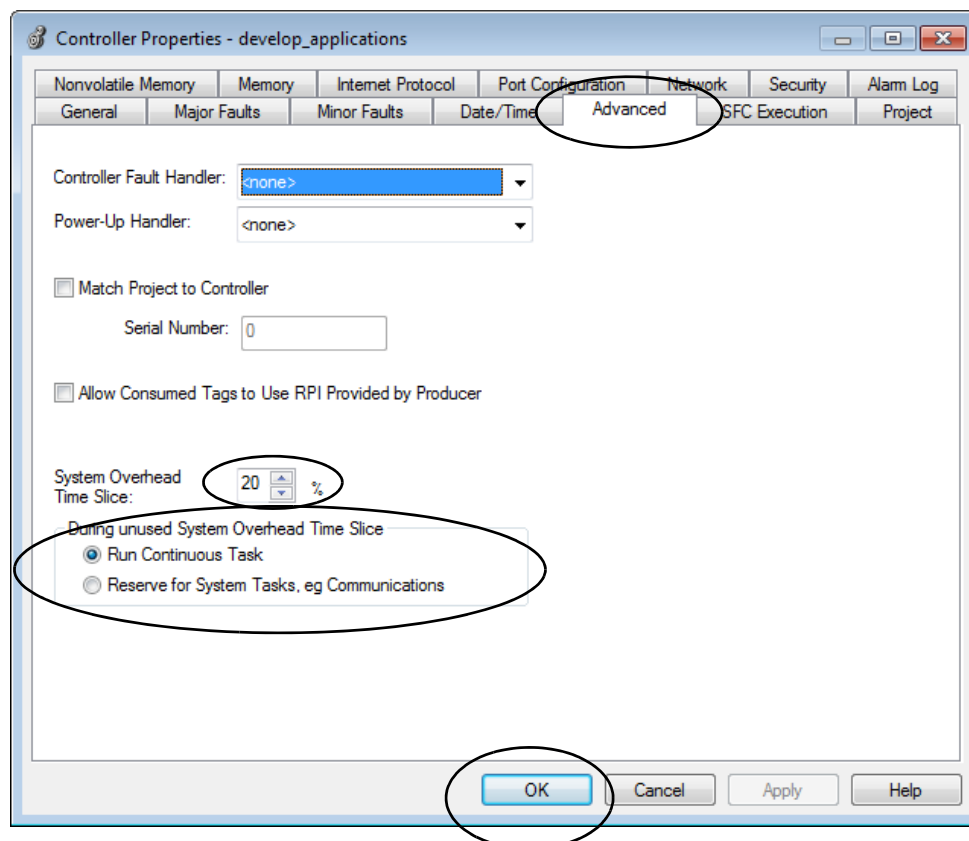 Controller Properties - develop_applications
Nonvolatile Memory Memory Internet Protocol Port Configuration Network Security Alarm Log
General Major Faults Minor Faults Date/Time Advanced SFC Execution Project
Controller Fault Handler: <none>
Power-Up Handler: <none>
Match Project to Controller
Serial Number: 0
Allow Consumed Tags to Use RPI Provided by Producer
System Overhead
Time Slice: 20 %
During unused System Overhead Time Slice
Run Continuous Task
Reserve for System Tasks, eg Communications
OK Cancel Apply Help